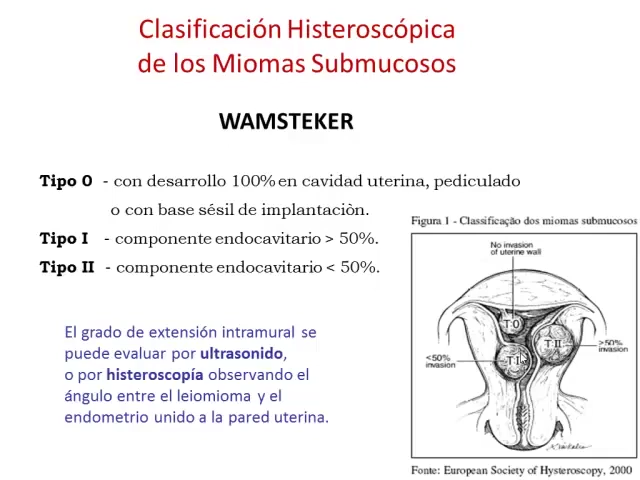 Clasificación Histeroscópica
de los Miomas Submucosos
WAMSTEKER
Tipo 0 - con desarrollo 100% en cavidad uterina, pediculado
o con base sésil de implantaciòn.
Tipo I - componente endocavitario > 50%.
Tipo II - componente endocavitario < 50%.
El grado de extensión intramural se
puede evaluar por ultrasonido,
o por histeroscopía observando el
ángulo entre el leiomioma y el
endometrio unido a la pared uterina.
Figura 1 - Classificação dos miomas submucosos
No invasion
of uterine wall
T:0
T:I
T:II
<50%
invasion
>50%
invasion
Fonte: European Society of Hysteroscopy, 2000